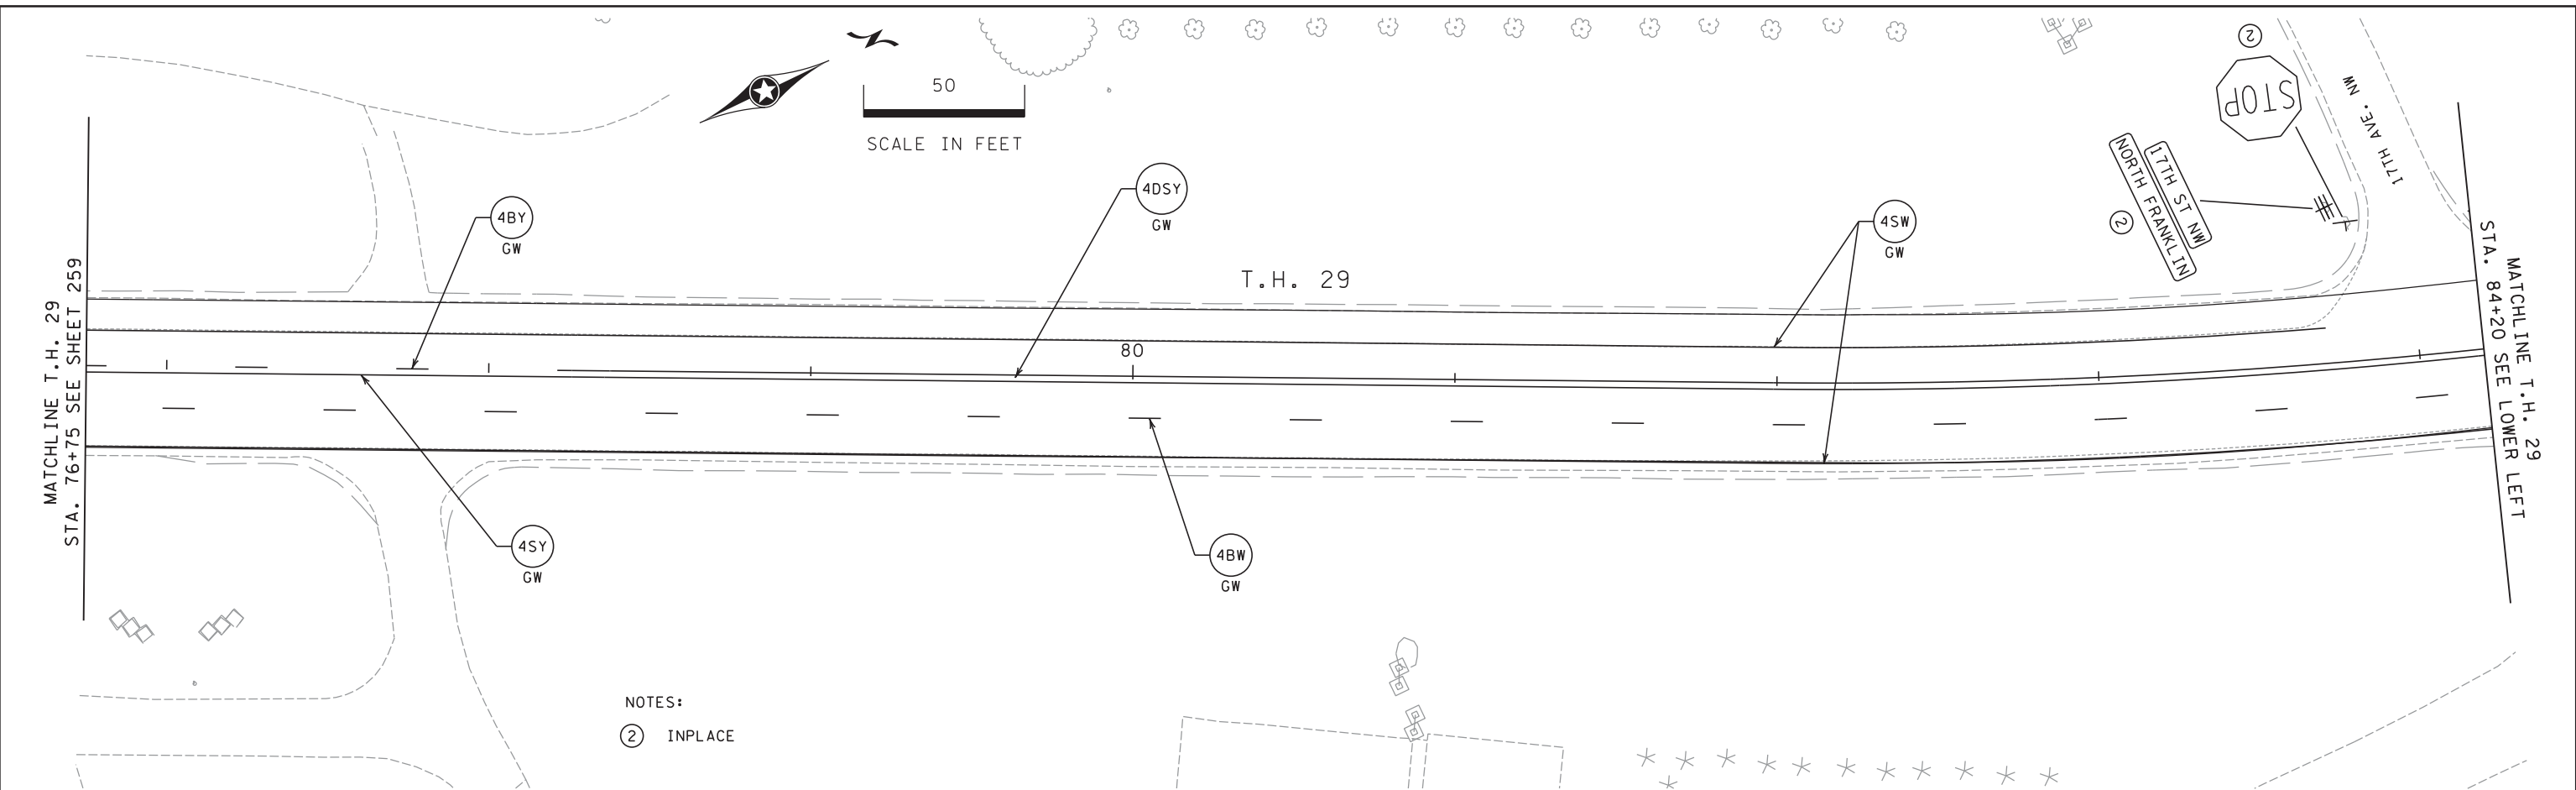 50
SCALE IN FEET
2
STOP
17TH AVE. NW
17TH ST NW
NORTH FRANKLIN
2
4BY
GW
4DSY
GW
4SW
GW
T.H. 29
80
MATCHLINE T.H. 29
STA. 76+75 SEE SHEET 259
MATCHLINE T.H. 29
STA. 84+20 SEE LOWER LEFT
4SY
GW
4BW
GW
NOTES:
2 INPLACE